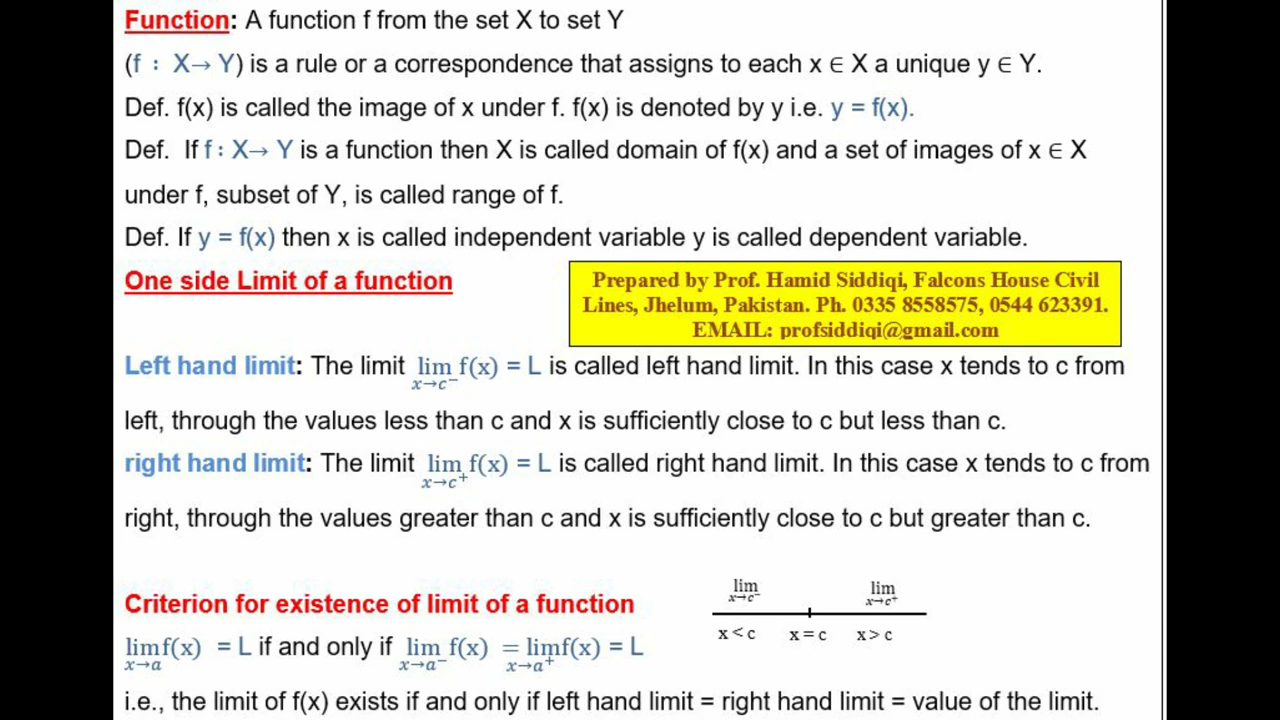 Function: A function f from the set X to set Y
(f : X→ Y) is a rule or a correspondence that assigns to each x ∈ X a unique y ∈ Y.
Def. f(x) is called the image of x under f. f(x) is denoted by y i.e. y = f(x).
Def. If f : X→ Y is a function then X is called domain of f(x) and a set of images of x ∈ X
under f, subset of Y, is called range of f.
Def. If y = f(x) then x is called independent variable y is called dependent variable.
One side Limit of a function
Prepared by Prof. Hamid Siddiqi, Falcons House Civil
Lines, Jhelum, Pakistan. Ph. 0335 8558575, 0544 623391.
EMAIL: profsiddiqi@gmail.com
Left hand limit: The limit lim x→c⁻ f(x) = L is called left hand limit. In this case x tends to c from
left, through the values less than c and x is sufficiently close to c but less than c.
right hand limit: The limit lim x→c⁺ f(x) = L is called right hand limit. In this case x tends to c from
right, through the values greater than c and x is sufficiently close to c but greater than c.
lim x→c⁻ lim x→c⁺
Criterion for existence of limit of a function
x < c x = c x > c
lim x→a f(x) = L if and only if lim x→a⁻ f(x) = lim x→a⁺ f(x) = L
i.e., the limit of f(x) exists if and only if left hand limit = right hand limit = value of the limit.